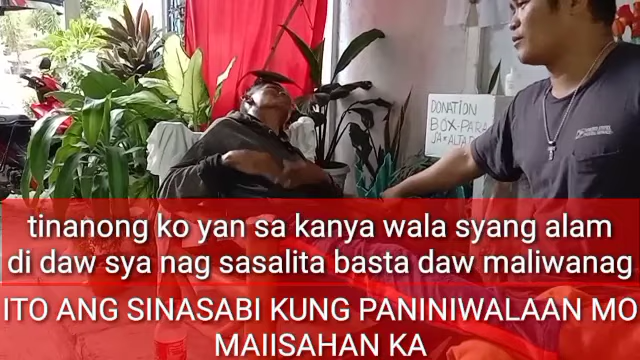 DONATION
BOX-PARA
tinanong ko yan sa kanya wala syang alam
di daw sya nag sasalita basta daw maliwanag
ITO ANG SINASABI KUNG PANINIWALAAN MO
MAIISAHAN KA